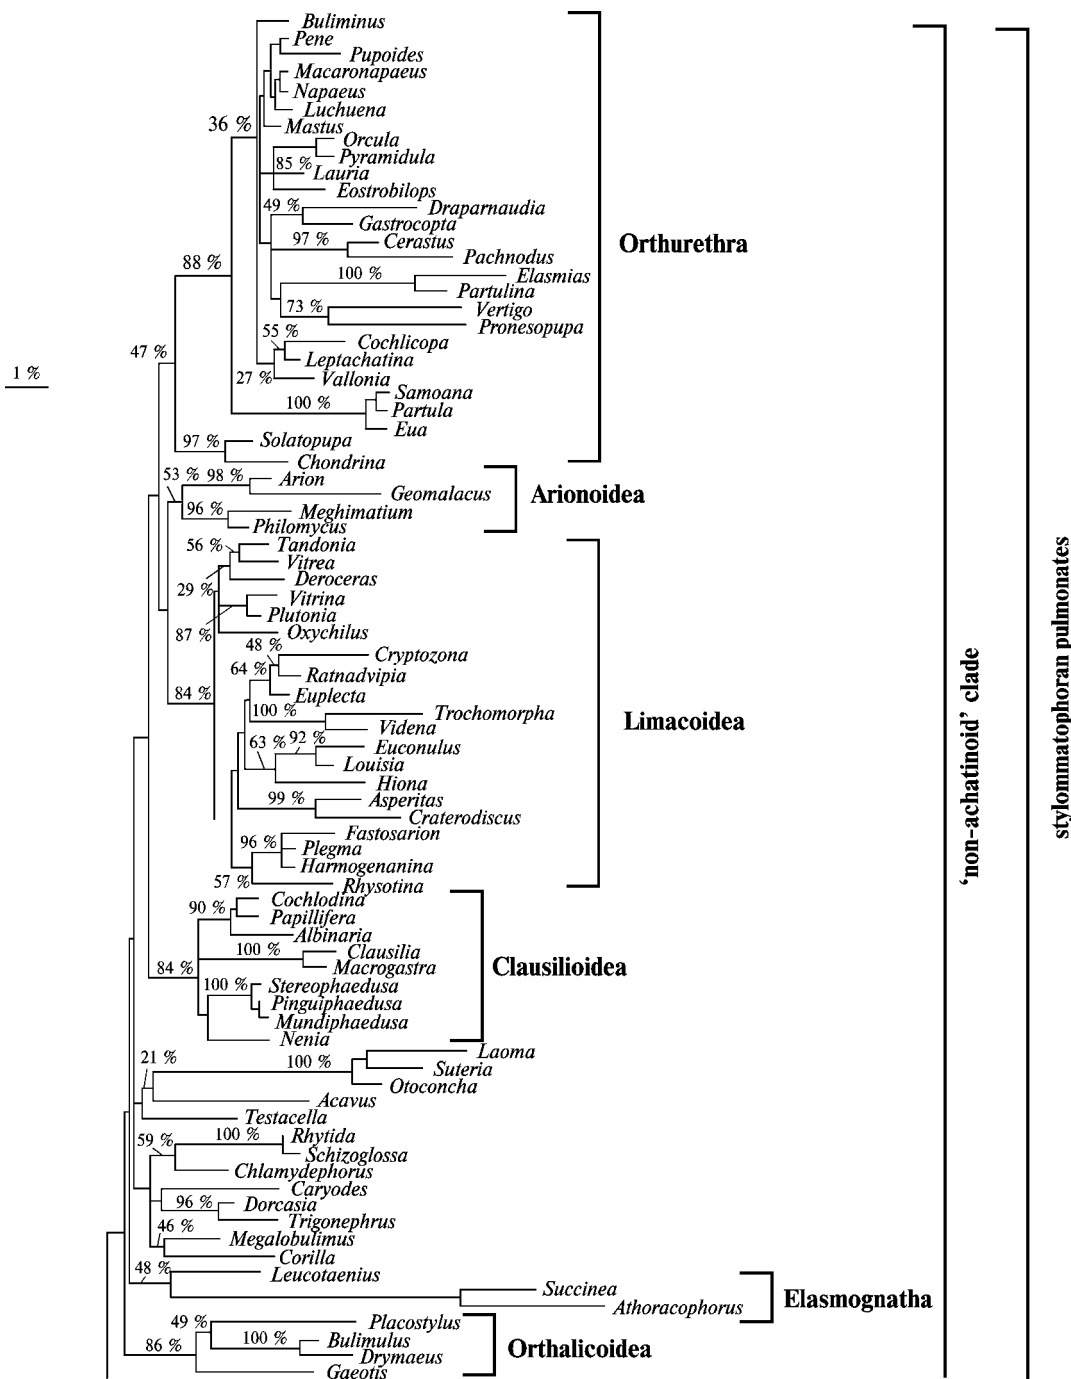 Buliminus
Pene
Pupoides
Macaronapaeus
Napaeus
Luchuena
36 %
Mastus
Orcula
Pyramidula
85 %
Lauria
Eostrobilops
49 %
Draparnaudia
Gastrocopta
97 %
Cerastus
Orthurethra
Pachnodus
88 %
100 %
Elasmias
Partulina
73 %
Vertigo
Pronesopupa
55 %
Cochlicopa
47 %
Leptachatina
1 %
27 %
Vallonia
Samoana
100 %
Partula
Eua
97 %
Solatopupa
Chondrina
53 %
98 %
Arion
Geomalacus
Arionoidea
96 %
Meghimatium
Philomycus
56 %
Tandonia
Vitrea
Deroceras
29 %
Vitrina
Plutonia
87 %
Oxychilus
48 %
Cryptozona
64 %
Ratnadvipia
84 %
Euplecta
100 %
Trochomorpha
Limacoidea
Videna
63 %
92 %
Euconulus
Louisia
Hiona
99 %
Asperitas
Craterodiscus
Fastosarion
96 %
Plegma
Harmogenanina
57 %
Rhysotina
Cochlodina
90 %
Papillifera
Albinaria
100 %
Clausilia
84 %
Macrogastra
Clausilioidea
100 %
Stereophaedusa
Pinguiphaedusa
Mundiphaedusa
Nenia
21 %
100 %
Laoma
Suteria
Otoconcha
Acavus
Testacella
59 %
100 %
Rhytida
Schizoglossa
Chlamydephorus
Caryodes
96 %
Dorcasia
Trigonephrus
46 %
Megalobulimus
Corilla
48 %
Leucotaenius
Succinea
Elasmognatha
Athoracophorus
49 %
Placostylus
86 %
100 %
Bulimulus
Orthalicoidea
Drymaeus
Gaeotis
‘non-achatinoid’ clade
stylommatophoran pulmonates